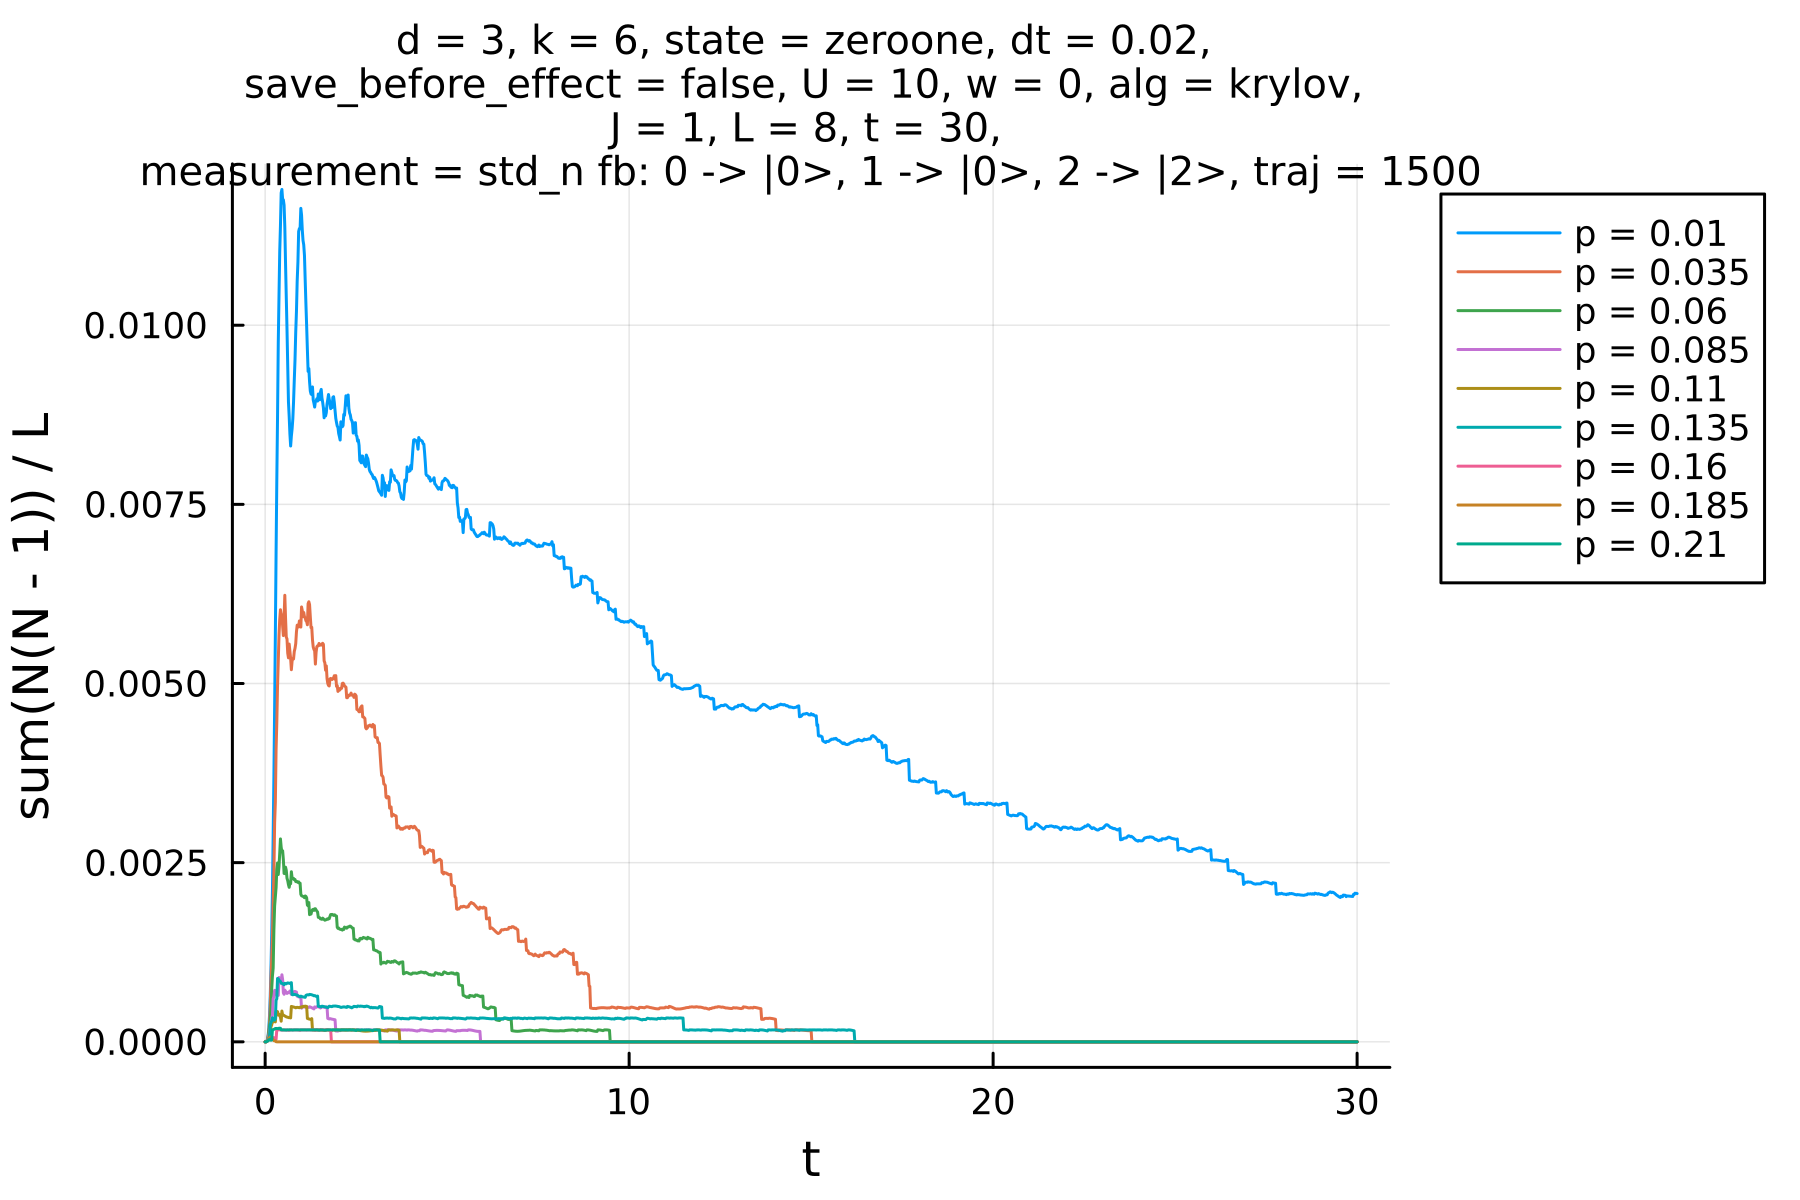 d = 3, k = 6, state = zeroone, dt = 0.02,
save_before_effect = false, U = 10, w = 0, alg = krylov,
J = 1, L = 8, t = 30,
measurement = std_n fb: 0 -> |0>, 1 -> |0>, 2 -> |2>, traj = 1500
p = 0.01
p = 0.035
p = 0.06
p = 0.085
p = 0.11
p = 0.135
p = 0.16
p = 0.185
p = 0.21
sum(N(N - 1)) / L
0.0100
0.0075
0.0050
0.0025
0.0000
0 10 20 30
t